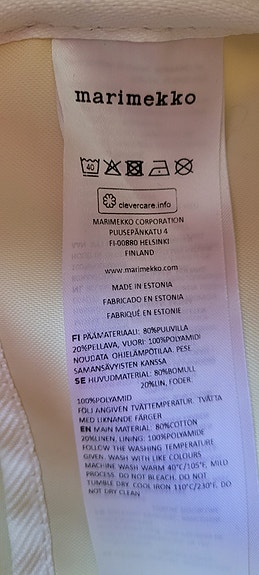 marimekko
40
clevercare.info
MARIMEKKO CORPORATION
PUUSEPÄNKATU 4
FI-00880 HELSINKI
FINLAND
www.marimekko.com
MADE IN ESTONIA
FABRICADO EN ESTONIA
FABRIQUÉ EN ESTONIE
FI PÄÄMATERIAALI: 80%PUUVILLA
20%PELLAVA, VUORI: 100%POLYAMIDI
NOUDATA OHJELÄMPÖTILAA. PESE
SAMANSÄVYISTEN KANSSA
SE HUVUDMATERIAL: 80%BOMULL
20%LIN, FODER:
100%POLYAMID
FÖLJ ANGIVEN TVÄTTEMPERATUR. TVÄTTA
MED LIKNANDE FÄRGER
EN MAIN MATERIAL: 80%COTTON
20%LINEN, LINING: 100%POLYAMIDE
FOLLOW THE WASHING TEMPERATURE
GIVEN. WASH WITH LIKE COLOURS
MACHINE WASH WARM 40°C/105°F, MILD
PROCESS. DO NOT BLEACH. DO NOT
TUMBLE DRY. COOL IRON 110°C/230°F. DO
NOT DRY CLEAN